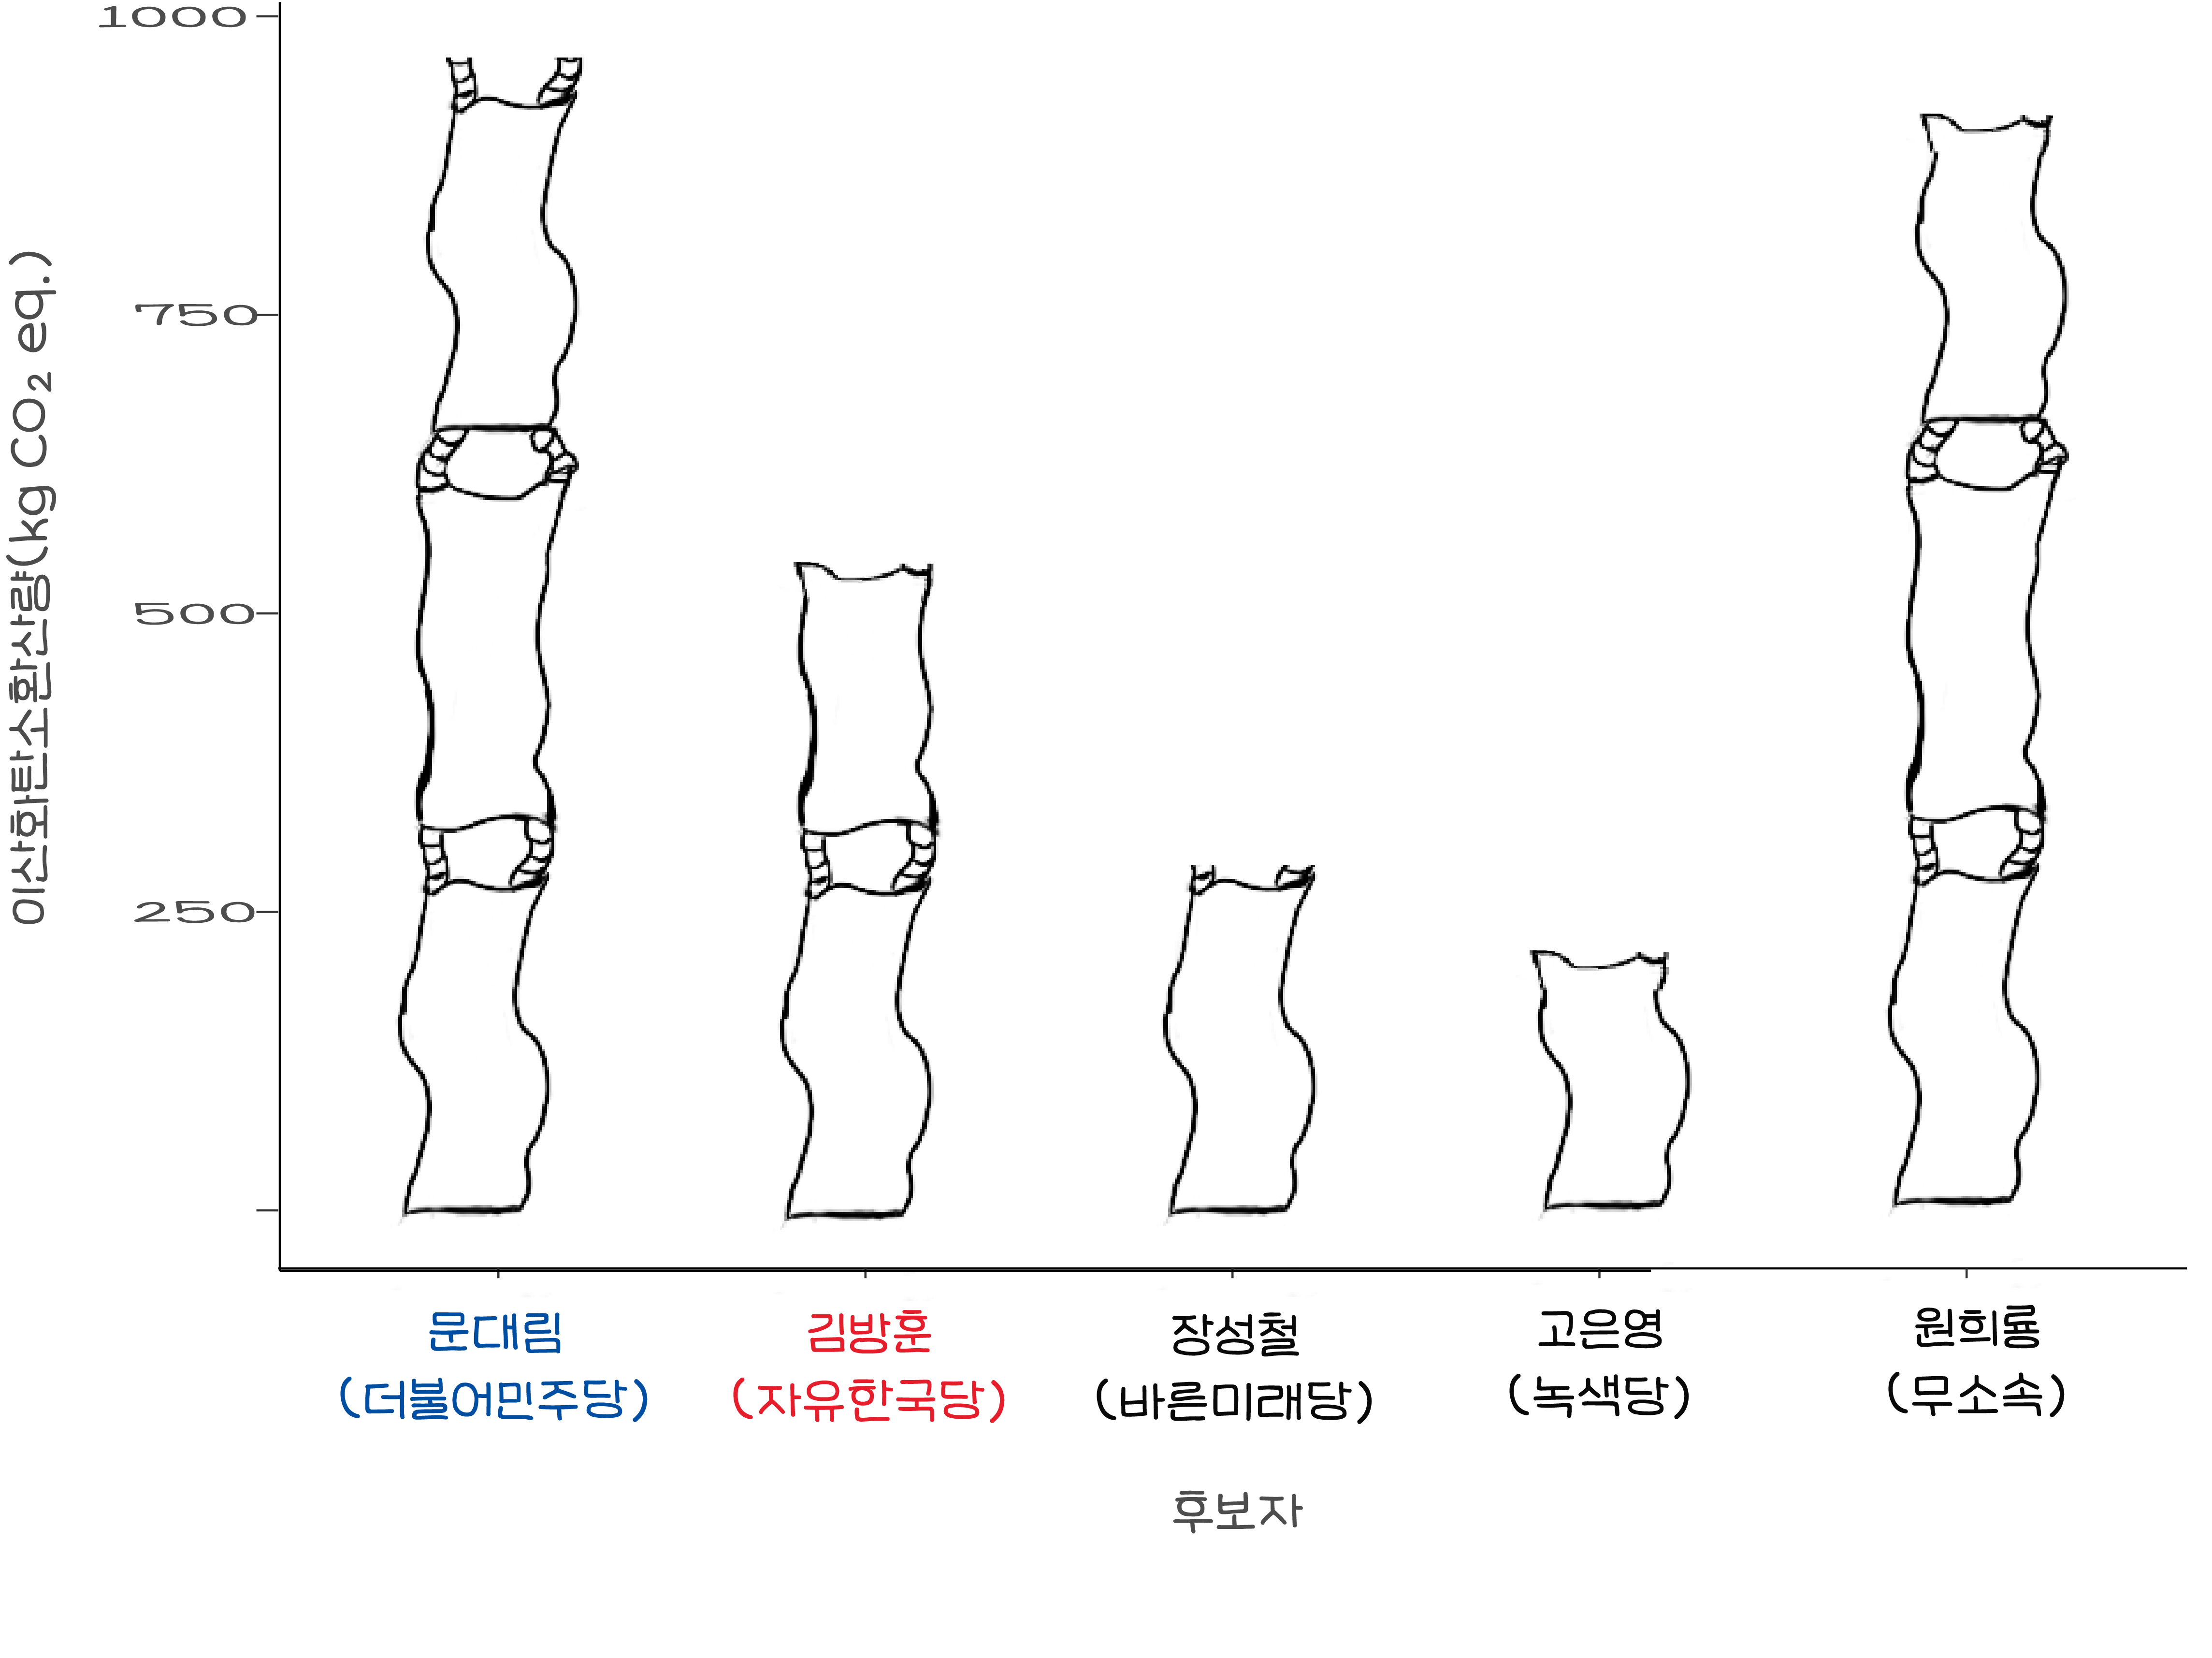 1000
750
500
250
이산화탄소환산량(kg CO₂ eq.)
문대림
(더불어민주당)
김방훈
(자유한국당)
장성철
(바른미래당)
고은영
(녹색당)
원희룡
(무소속)
후보자